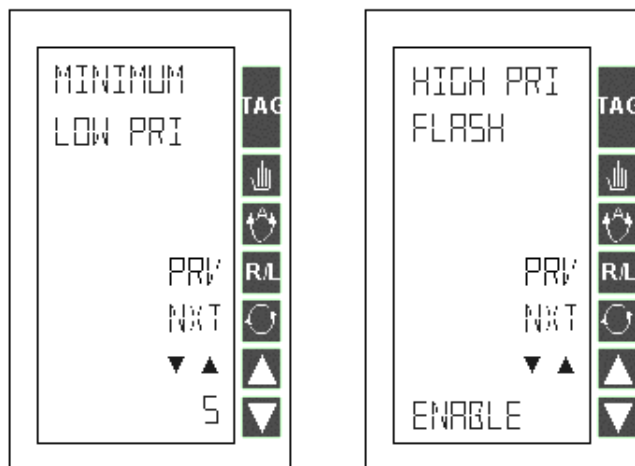 MINIMUM
LOW PRI
TAG
R/L
PRV
NXT
▼ ▲
5
HIGH PRI
FLASH
TAG
R/L
PRV
NXT
▼ ▲
ENABLE